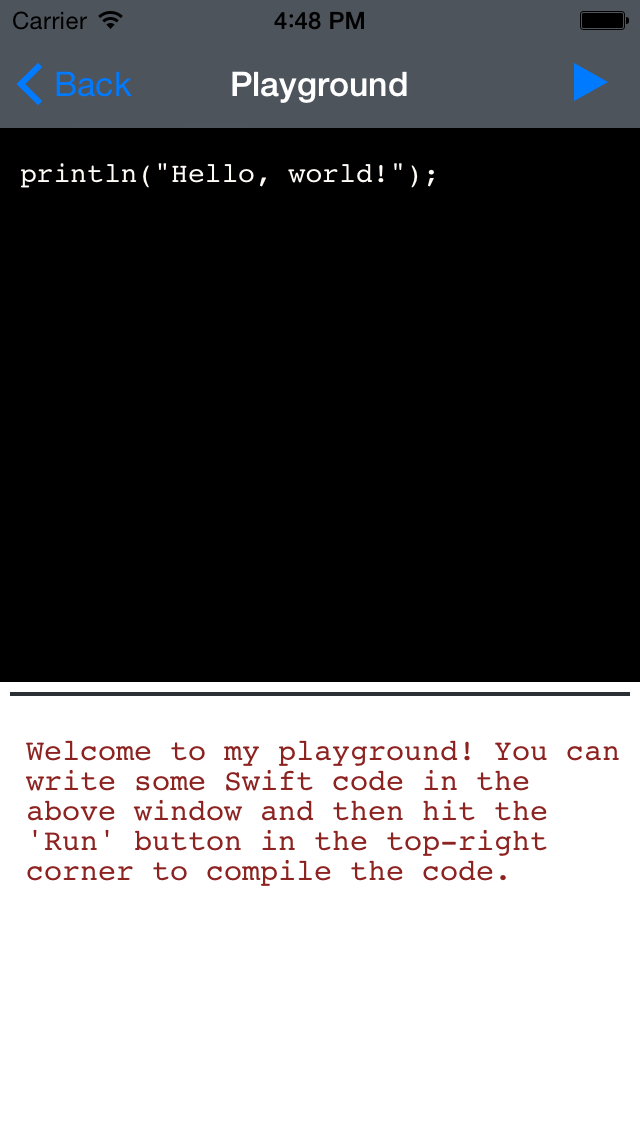 Carrier 4:48 PM
Back Playground
println("Hello, world!");
Welcome to my playground! You can
write some Swift code in the
above window and then hit the
'Run' button in the top-right
corner to compile the code.